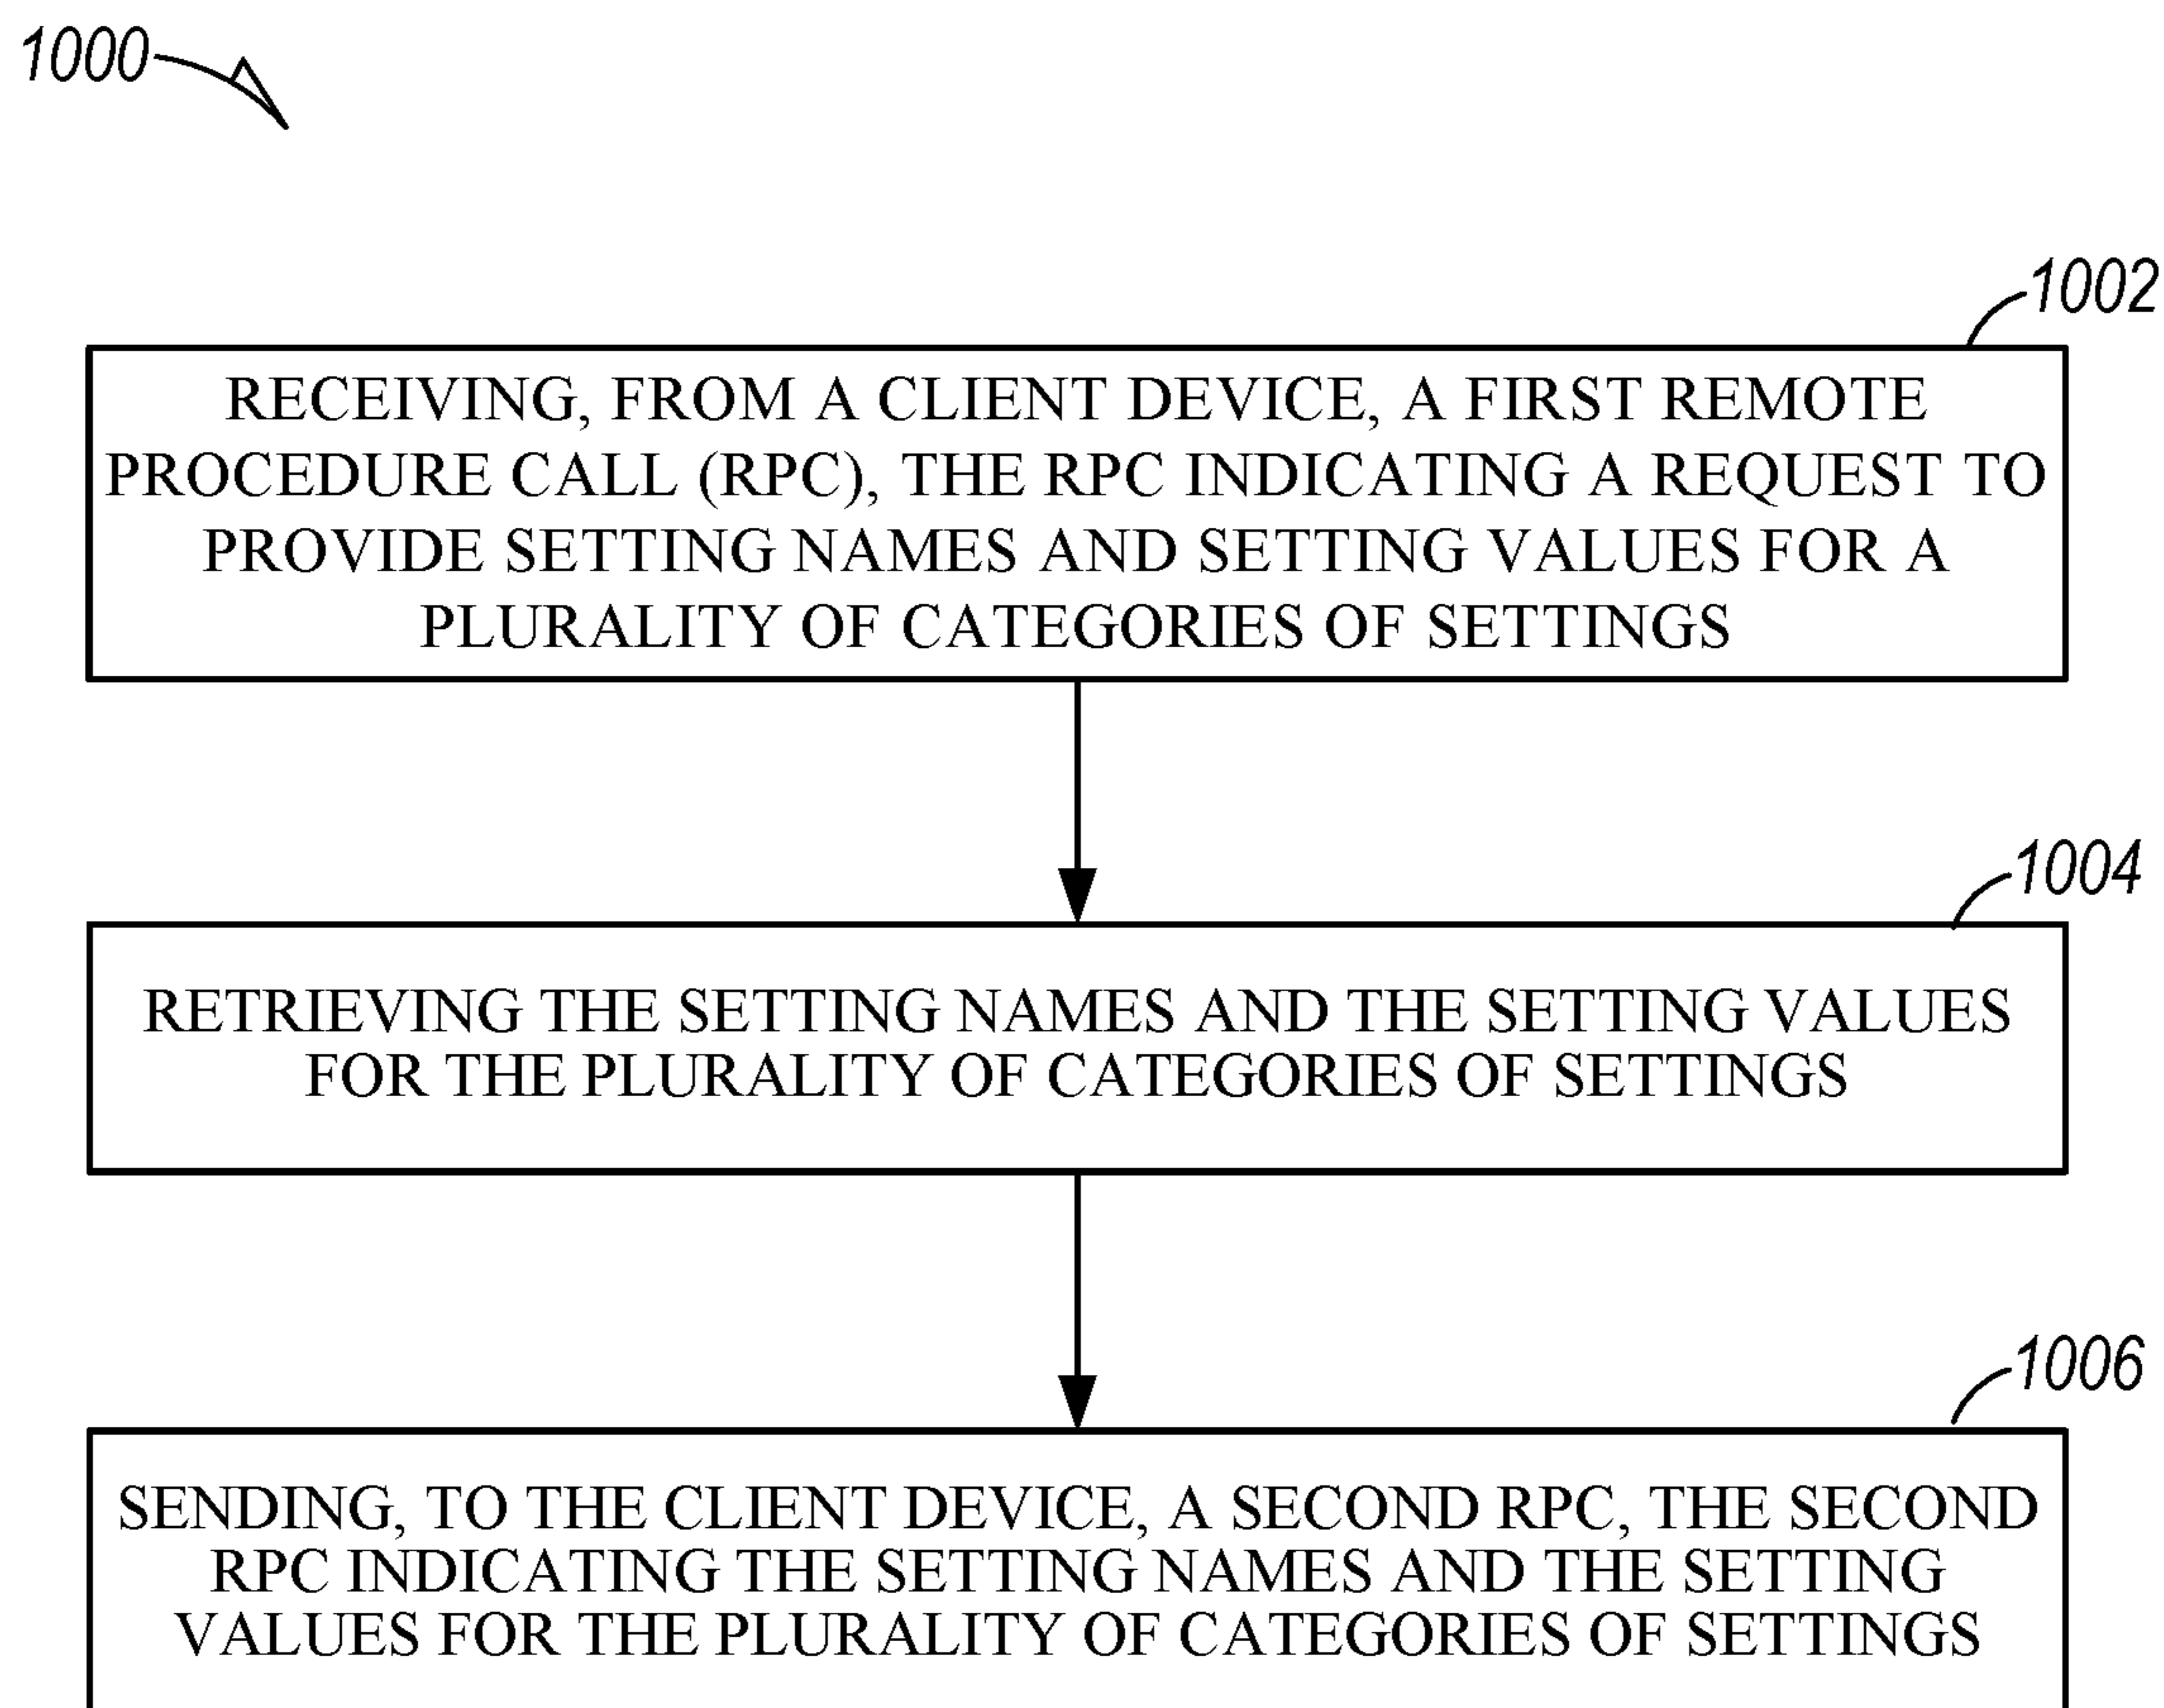 1000
1002
RECEIVING, FROM A CLIENT DEVICE, A FIRST REMOTE
PROCEDURE CALL (RPC), THE RPC INDICATING A REQUEST TO
PROVIDE SETTING NAMES AND SETTING VALUES FOR A
PLURALITY OF CATEGORIES OF SETTINGS
1004
RETRIEVING THE SETTING NAMES AND THE SETTING VALUES
FOR THE PLURALITY OF CATEGORIES OF SETTINGS
1006
SENDING, TO THE CLIENT DEVICE, A SECOND RPC, THE SECOND
RPC INDICATING THE SETTING NAMES AND THE SETTING
VALUES FOR THE PLURALITY OF CATEGORIES OF SETTINGS